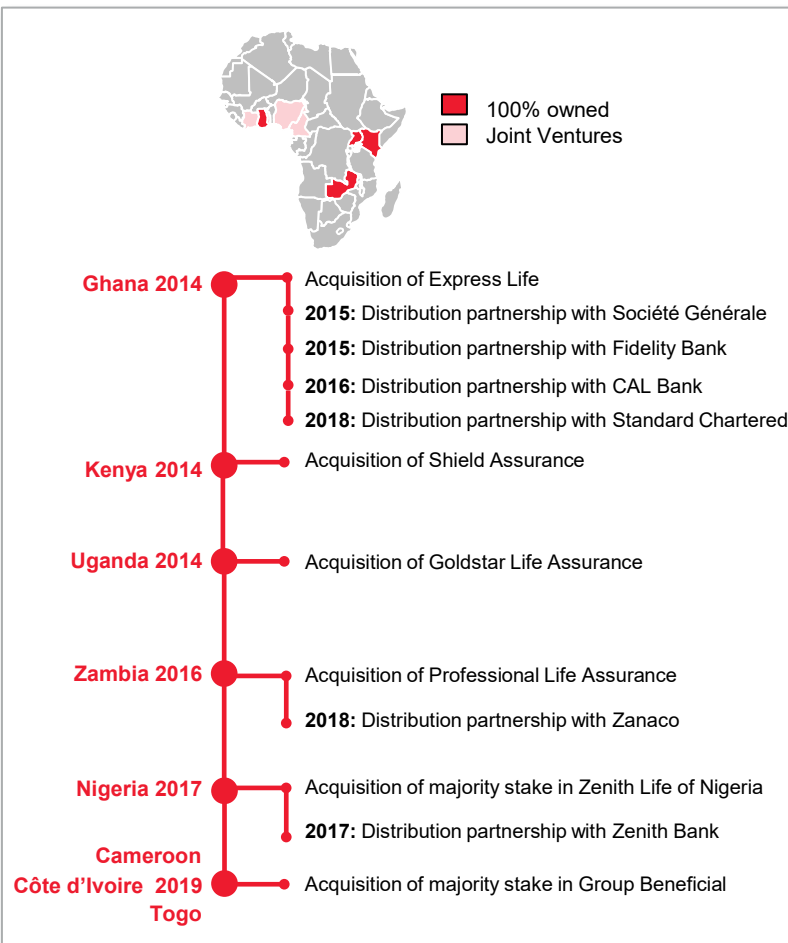 100% owned
Joint Ventures
Ghana 2014
Acquisition of Express Life
2015: Distribution partnership with Société Générale
2015: Distribution partnership with Fidelity Bank
2016: Distribution partnership with CAL Bank
2018: Distribution partnership with Standard Chartered
Kenya 2014
Acquisition of Shield Assurance
Uganda 2014
Acquisition of Goldstar Life Assurance
Zambia 2016
Acquisition of Professional Life Assurance
2018: Distribution partnership with Zanaco
Nigeria 2017
Acquisition of majority stake in Zenith Life of Nigeria
2017: Distribution partnership with Zenith Bank
Cameroon
Côte d’Ivoire 2019
Togo
Acquisition of majority stake in Group Beneficial